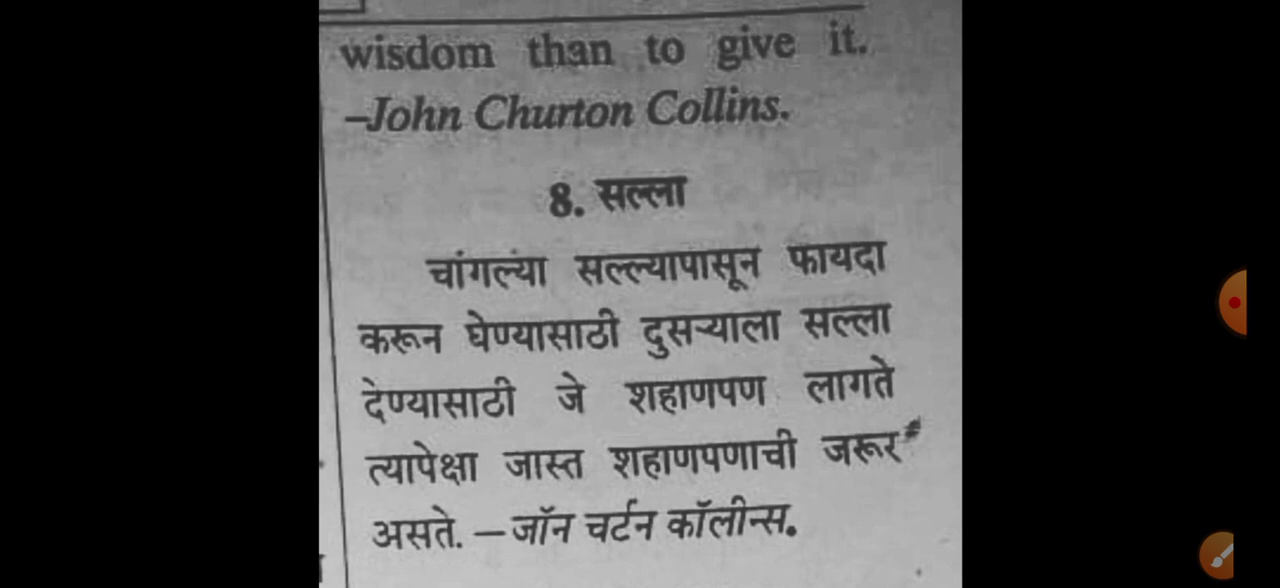 wisdom than to give it.
–John Churton Collins.
8. सल्ला
चांगल्या सल्ल्यापासून फायदा
करून घेण्यासाठी दुसऱ्याला सल्ला
देण्यासाठी जे शहाणपण लागते
त्यापेक्षा जास्त शहाणपणाची जरूर
असते. –जॉन चर्टन कॉलीन्स.